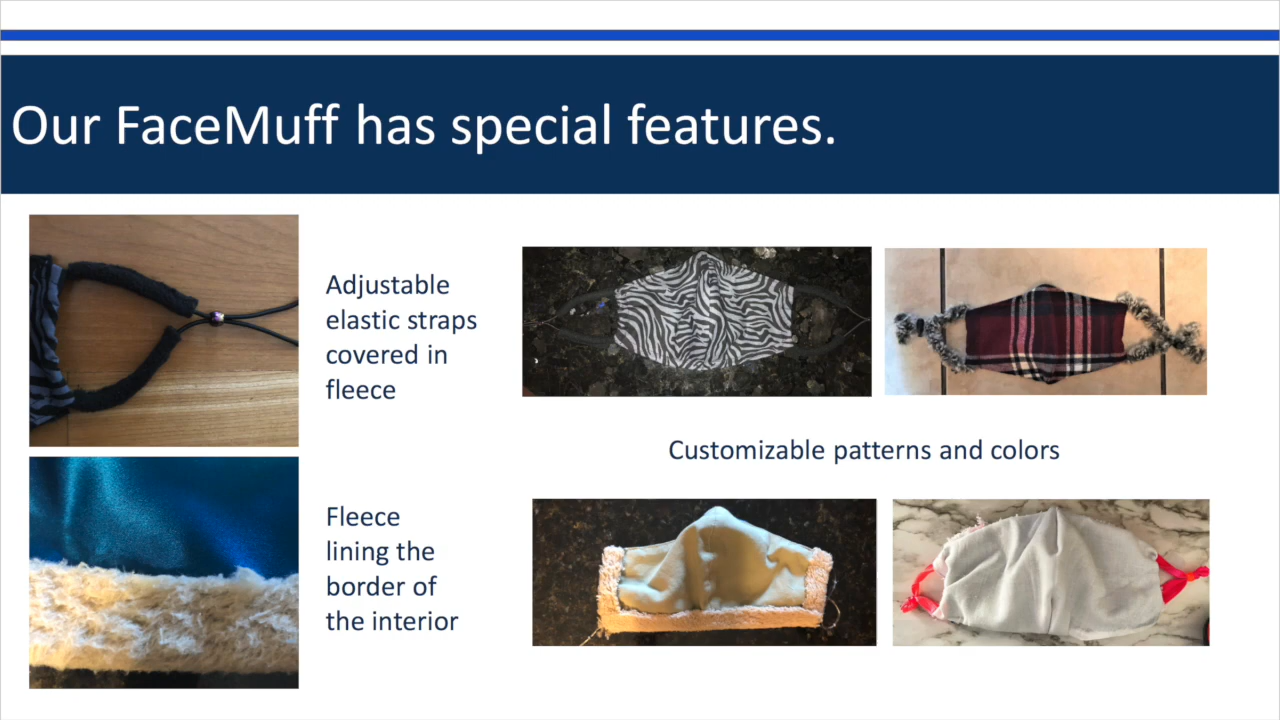 Our FaceMuff has special features.
Adjustable
elastic straps
covered in
fleece
Customizable patterns and colors
Fleece
lining the
border of
the interior